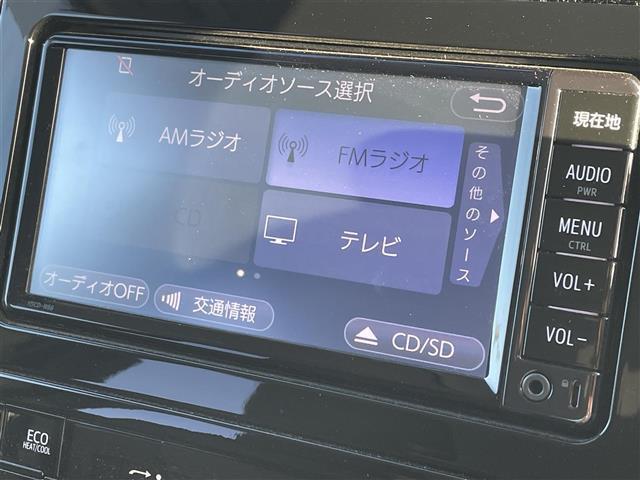 オーディオソース選択
AMラジオ
FMラジオ
CD
テレビ
その他のソース
オーディオOFF
交通情報
CD/SD
現在地
AUDIO
PWR
MENU
CTRL
VOL+
VOL-
ECO
HEAT/COOL